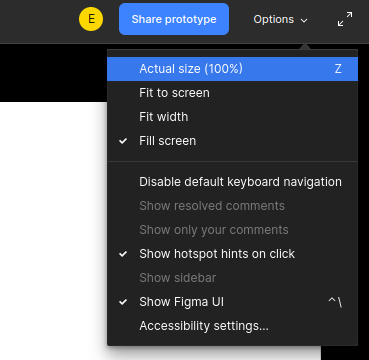 E Share prototype Options
Actual size (100%) Z
Fit to screen
Fit width
Fill screen
Disable default keyboard navigation
Show resolved comments
Show only your comments
Show hotspot hints on click
Show sidebar
Show Figma UI ^\
Accessibility settings...